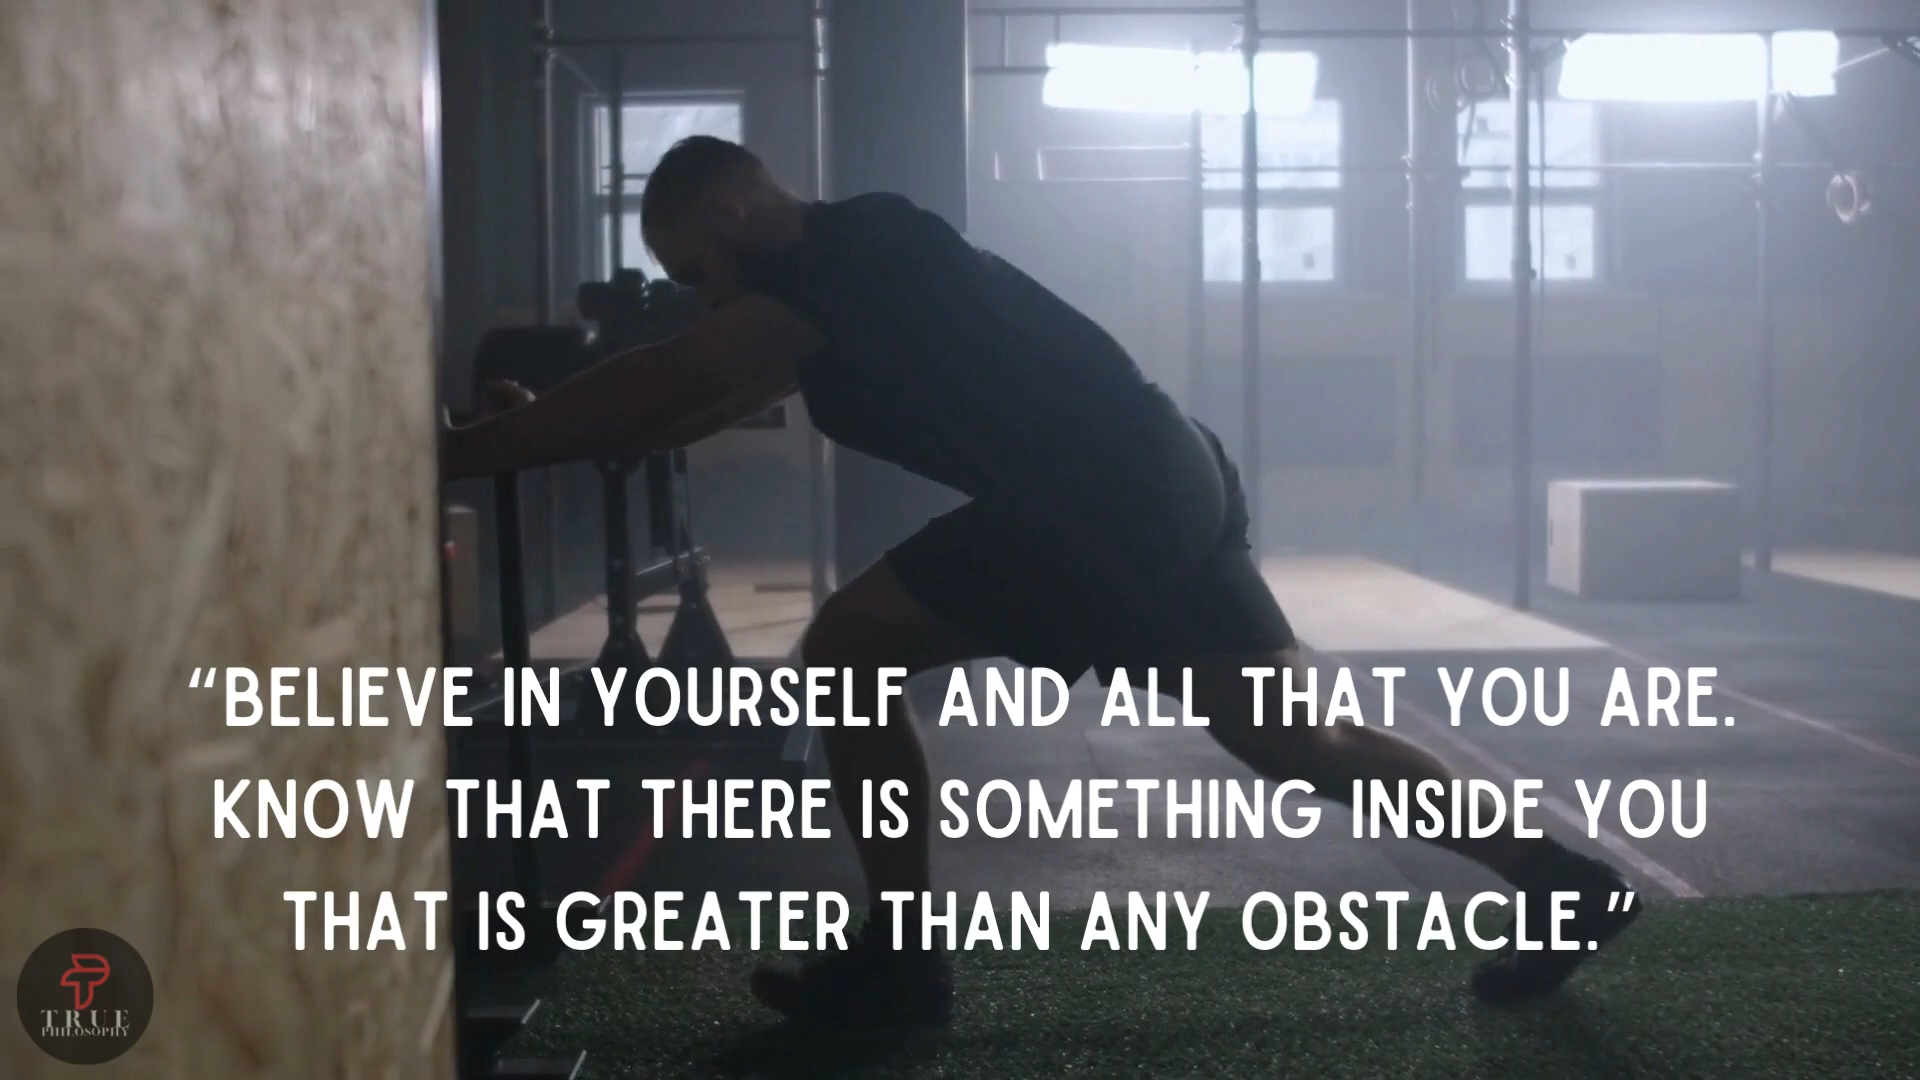 “BELIEVE IN YOURSELF AND ALL THAT YOU ARE.
KNOW THAT THERE IS SOMETHING INSIDE YOU
THAT IS GREATER THAN ANY OBSTACLE.”
TRUE
PHILOSOPHY